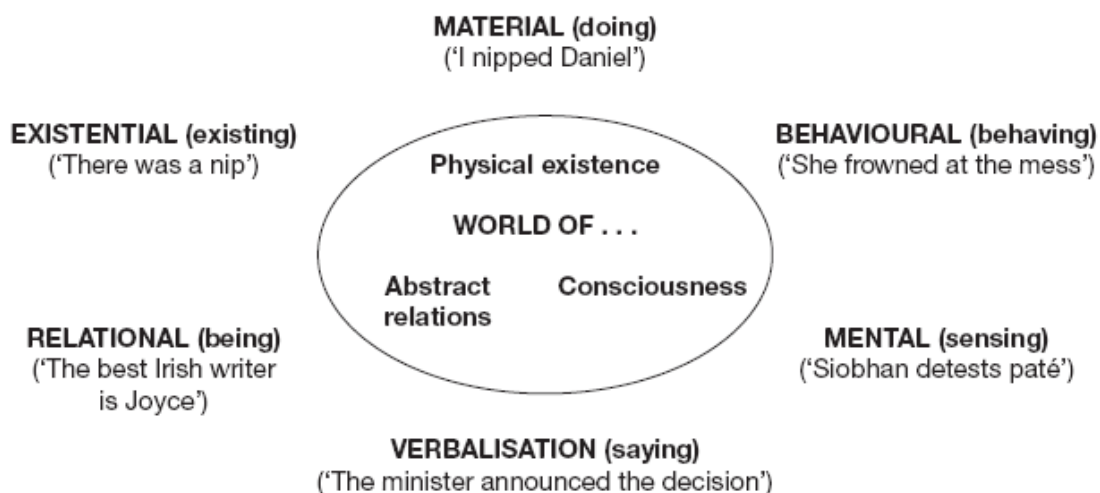 MATERIAL (doing)
(‘I nipped Daniel’)
EXISTENTIAL (existing)
(‘There was a nip’)
BEHAVIOURAL (behaving)
(‘She frowned at the mess’)
Physical existence
WORLD OF . . .
Abstract
relations
Consciousness
RELATIONAL (being)
(‘The best Irish writer
is Joyce’)
MENTAL (sensing)
(‘Siobhan detests paté’)
VERBALISATION (saying)
(‘The minister announced the decision’)